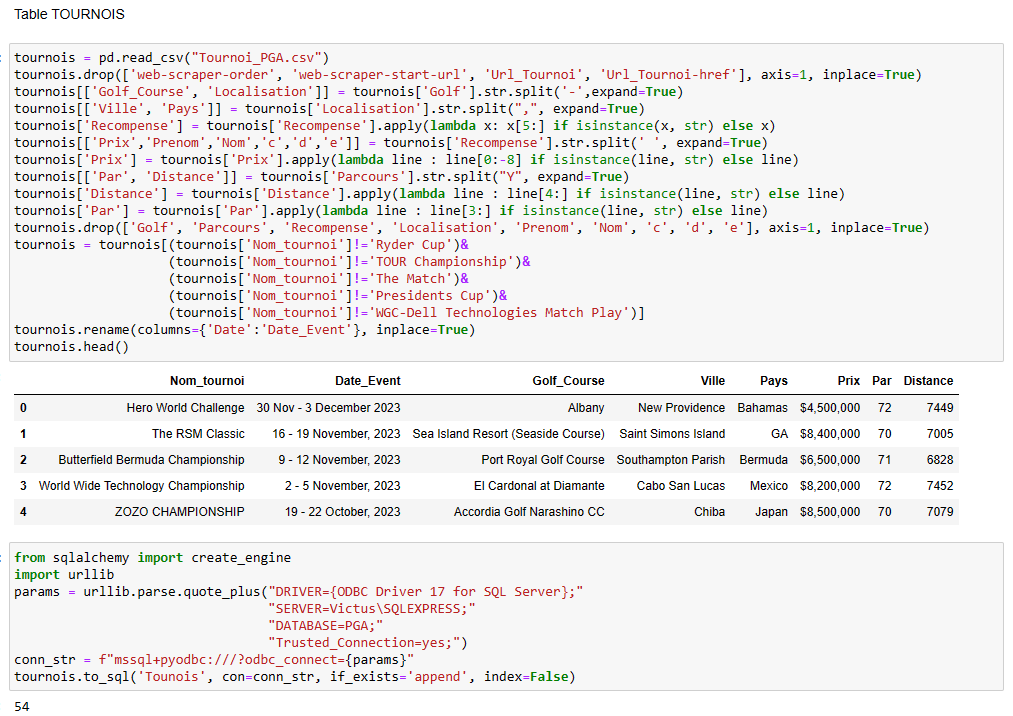 Table TOURNOIS
tournois = pd.read_csv("Tournoi_PGA.csv")
tournois.drop(['web-scraper-order', 'web-scraper-start-url', 'Url_Tournoi', 'Url_Tournoi-href'], axis=1, inplace=True)
tournois[['Golf_Course', 'Localisation']] = tournois['Golf'].str.split('-',expand=True)
tournois[['Ville', 'Pays']] = tournois['Localisation'].str.split(",", expand=True)
tournois['Recompense'] = tournois['Recompense'].apply(lambda x: x[5:] if isinstance(x, str) else x)
tournois[['Prix','Prenom','Nom','c','d','e']] = tournois['Recompense'].str.split(' ', expand=True)
tournois['Prix'] = tournois['Prix'].apply(lambda line : line[0:-8] if isinstance(line, str) else line)
tournois[['Par', 'Distance']] = tournois['Parcours'].str.split("Y", expand=True)
tournois['Distance'] = tournois['Distance'].apply(lambda line : line[4:] if isinstance(line, str) else line)
tournois['Par'] = tournois['Par'].apply(lambda line : line[3:] if isinstance(line, str) else line)
tournois.drop(['Golf', 'Parcours', 'Recompense', 'Localisation', 'Prenom', 'Nom', 'c', 'd', 'e'], axis=1, inplace=True)
tournois = tournois[(tournois['Nom_tournoi']!='Ryder Cup')&
(tournois['Nom_tournoi']!='TOUR Championship')&
(tournois['Nom_tournoi']!='The Match')&
(tournois['Nom_tournoi']!='Presidents Cup')&
(tournois['Nom_tournoi']!='WGC-Dell Technologies Match Play')]
tournois.rename(columns={'Date':'Date_Event'}, inplace=True)
tournois.head()
Nom_tournoi Date_Event Golf_Course Ville Pays Prix Par Distance
0 Hero World Challenge 30 Nov - 3 December 2023 Albany New Providence Bahamas $4,500,000 72 7449
1 The RSM Classic 16 - 19 November, 2023 Sea Island Resort (Seaside Course) Saint Simons Island GA $8,400,000 70 7005
2 Butterfield Bermuda Championship 9 - 12 November, 2023 Port Royal Golf Course Southampton Parish Bermuda $6,500,000 71 6828
3 World Wide Technology Championship 2 - 5 November, 2023 El Cardonal at Diamante Cabo San Lucas Mexico $8,200,000 72 7452
4 ZOZO CHAMPIONSHIP 19 - 22 October, 2023 Accordia Golf Narashino CC Chiba Japan $8,500,000 70 7079
from sqlalchemy import create_engine
import urllib
params = urllib.parse.quote_plus("DRIVER={ODBC Driver 17 for SQL Server};"
"SERVER=Victus\SQLEXPRESS;"
"DATABASE=PGA;"
"Trusted_Connection=yes;")
conn_str = f"mssql+pyodbc:///?odbc_connect={params}"
tournois.to_sql('Tounois', con=conn_str, if_exists='append', index=False)
54